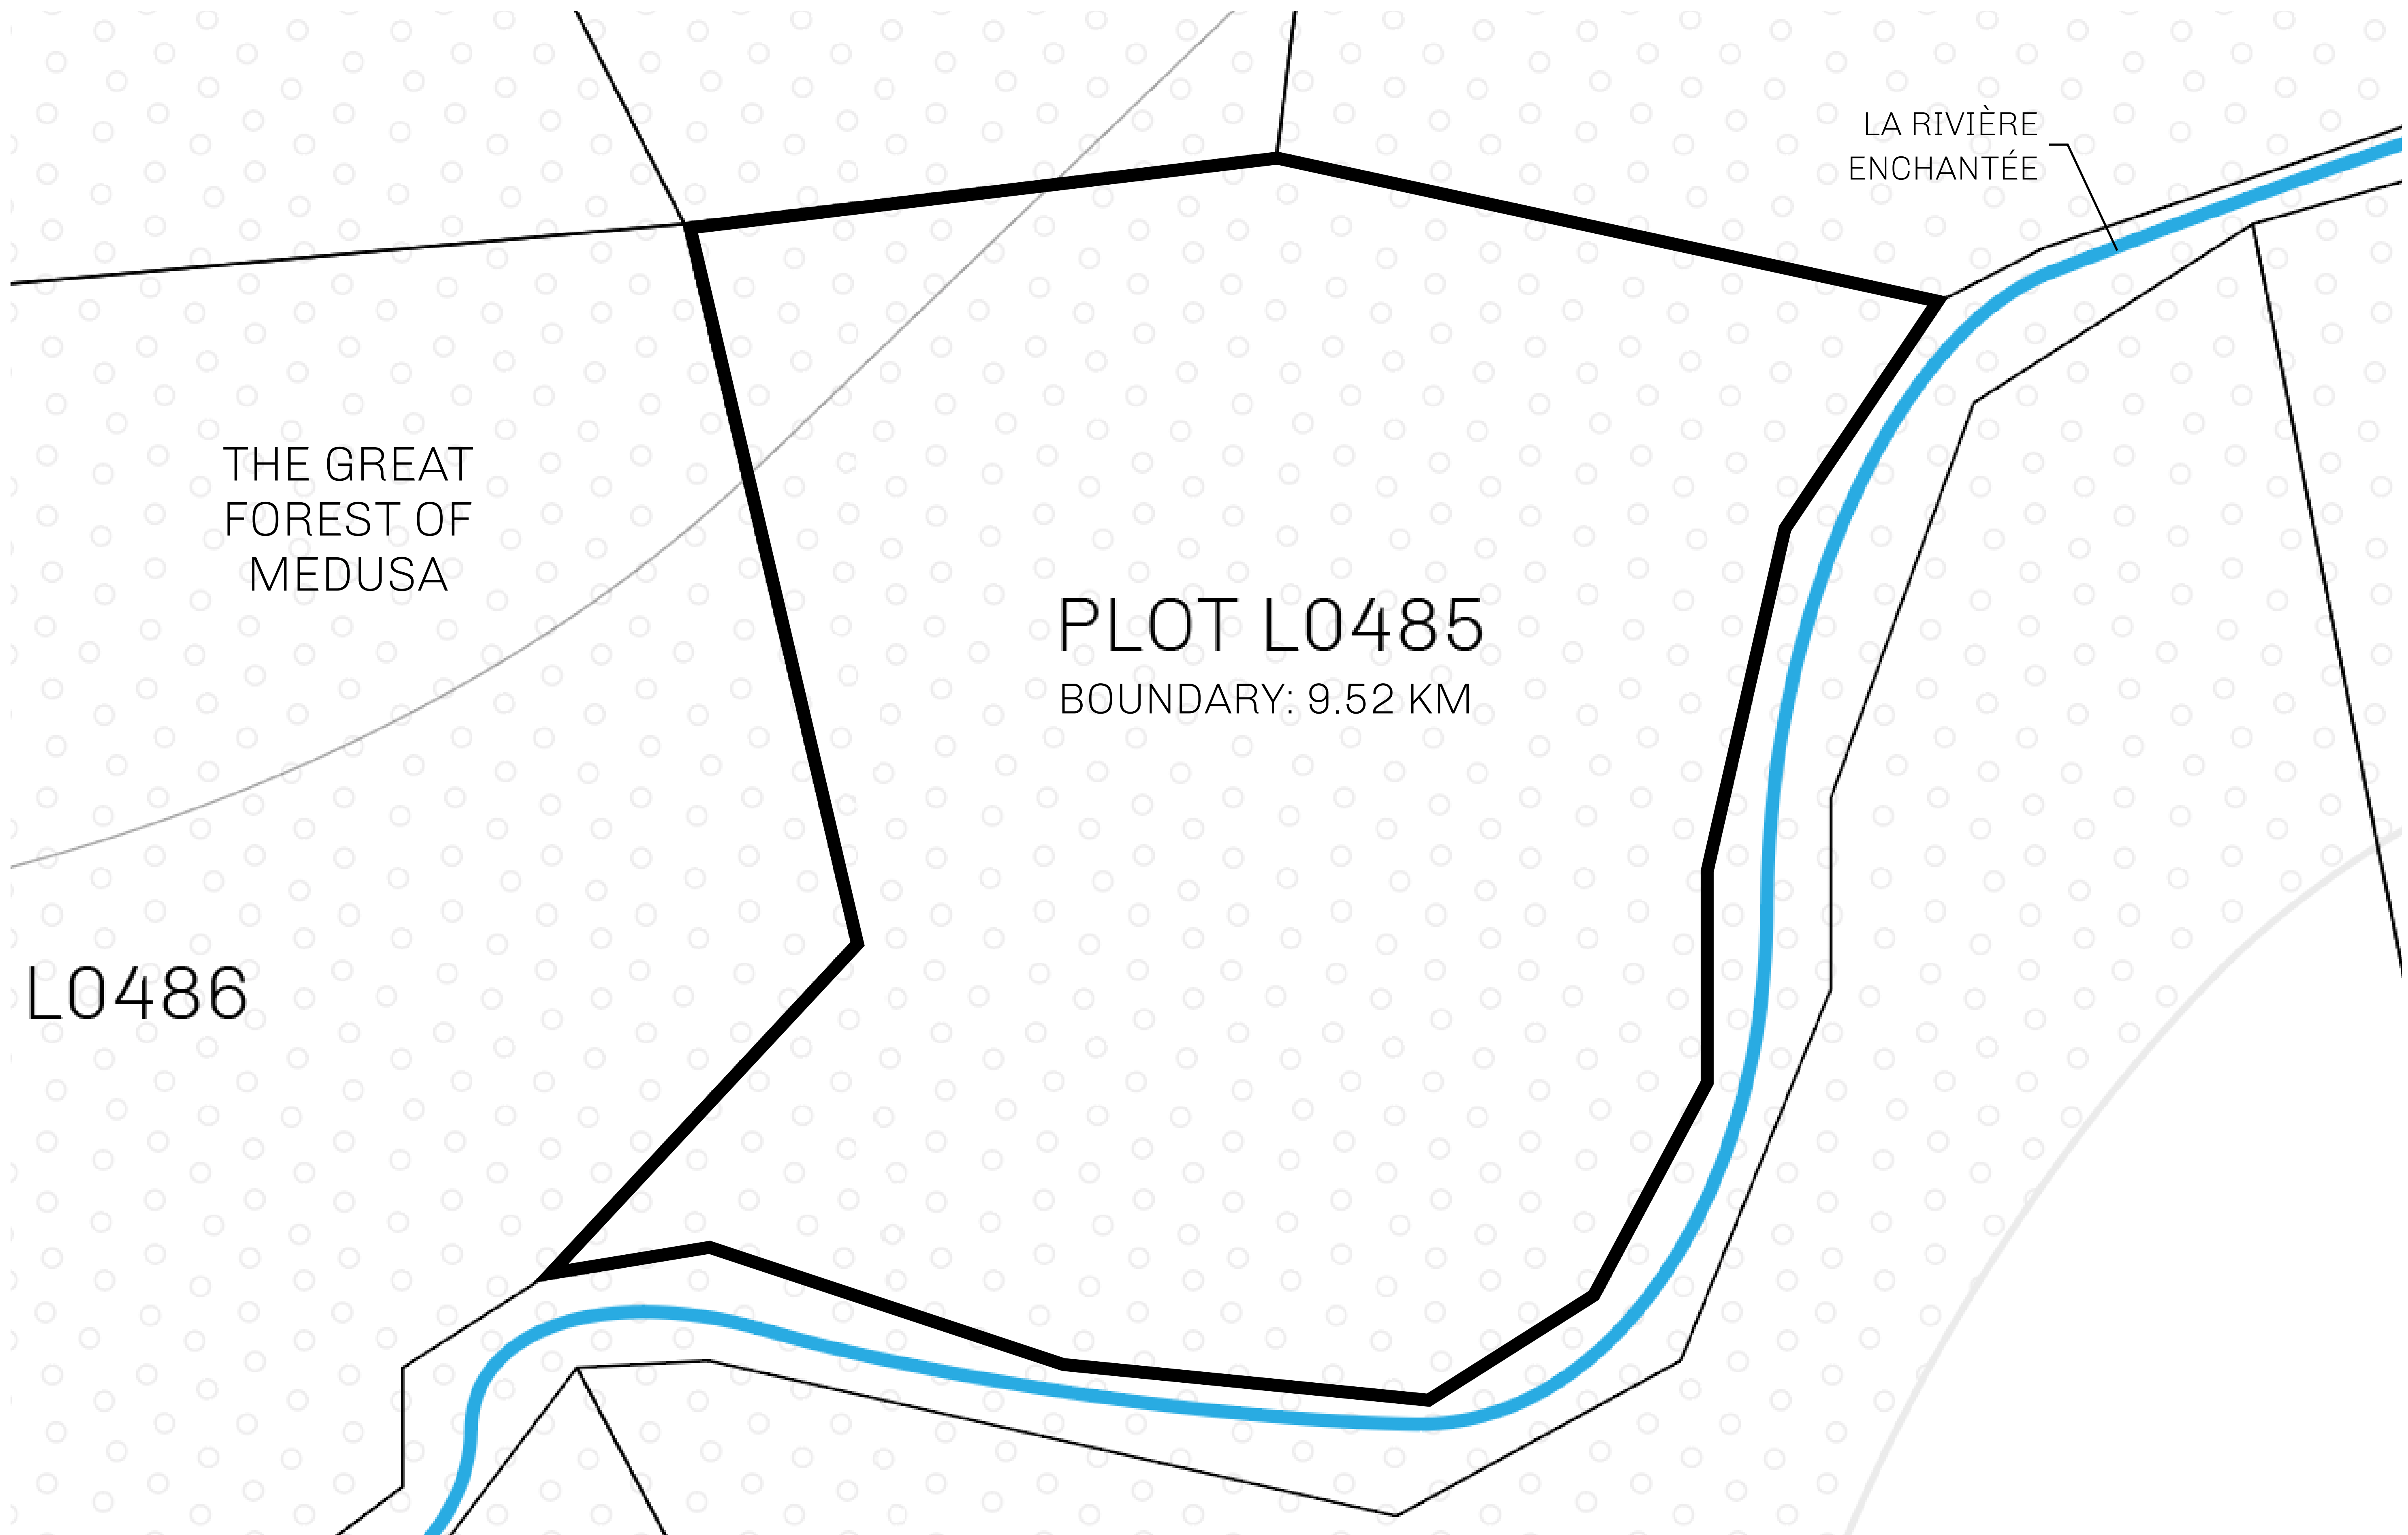 LA RIVIÈRE
ENCHANTÉE
THE GREAT
FOREST OF
MEDUSA
PLOT L0485
BOUNDARY: 9.52 KM
L0486